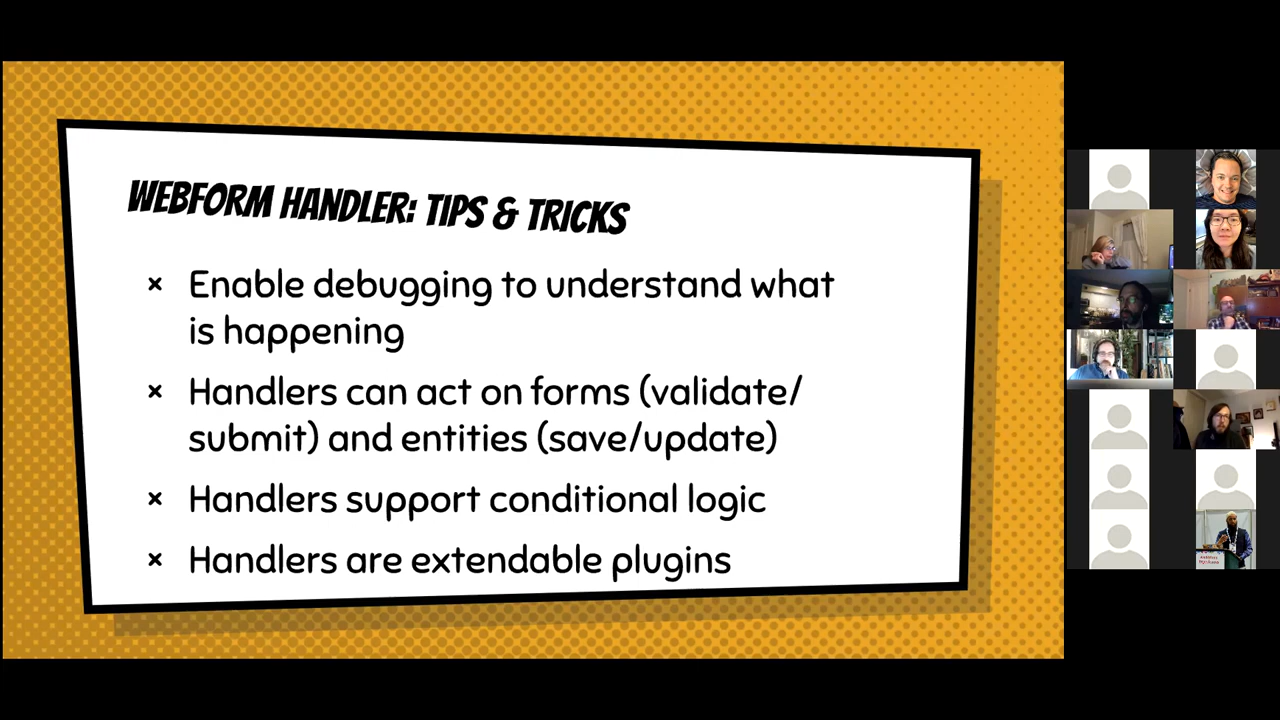 WEBFORM HANDLER: TIPS & TRICKS
× Enable debugging to understand what
is happening
× Handlers can act on forms (validate/
submit) and entities (save/update)
× Handlers support conditional logic
× Handlers are extendable plugins